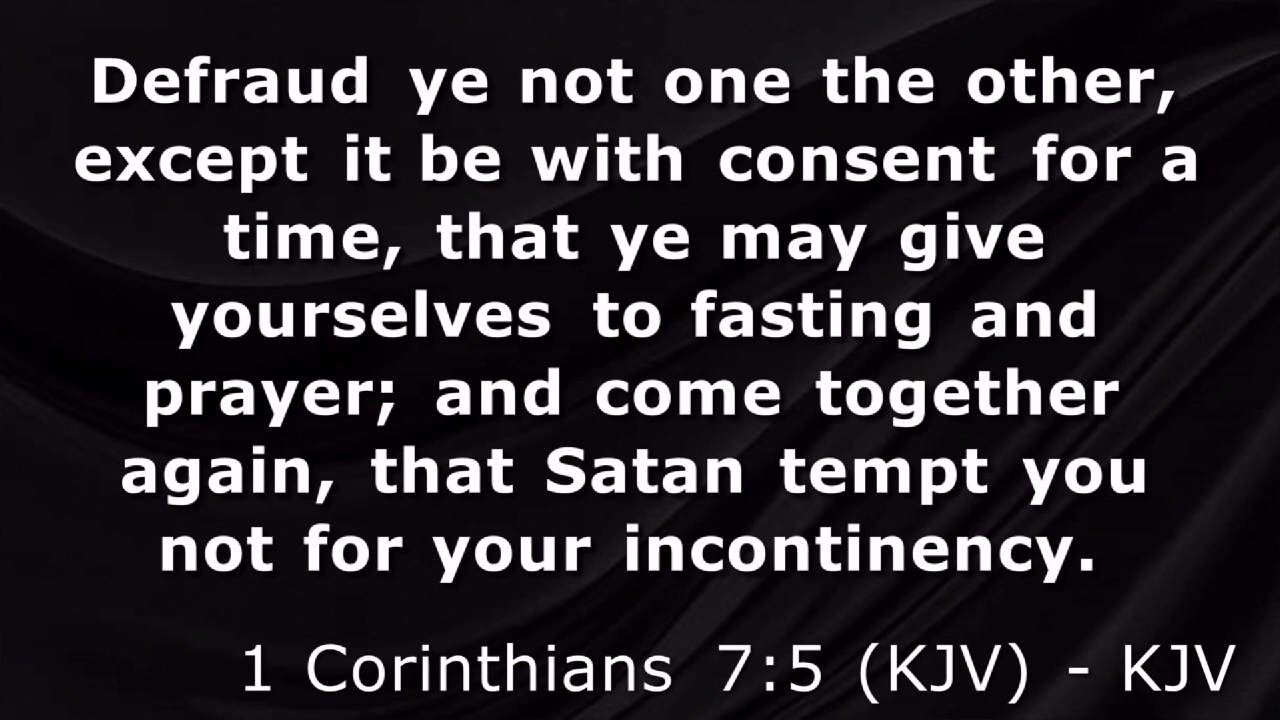 Defraud ye not one the other,
except it be with consent for a
time, that ye may give
yourselves to fasting and
prayer; and come together
again, that Satan tempt you
not for your incontinency.
1 Corinthians 7:5 (KJV) - KJV